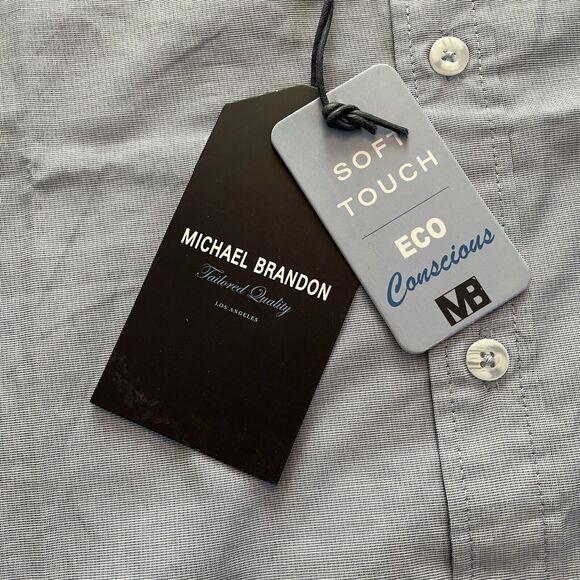 MICHAEL BRANDON
Tailored Quality
LOS ANGELES
SOFT
TOUCH
ECO
Conscious
MB